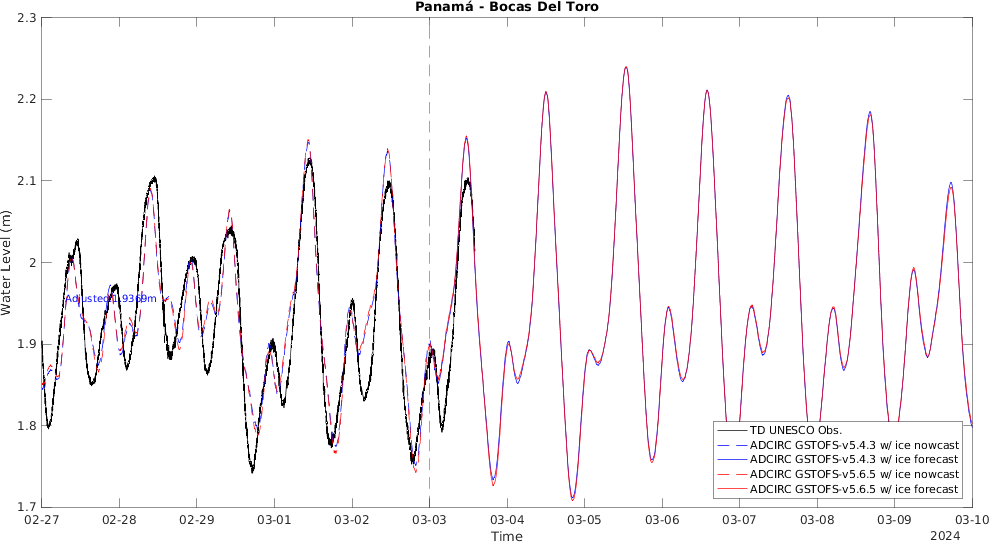 Panamá - Bocas Del Toro
Water Level (m)
2.3
2.2
2.1
2
1.9
1.8
1.7
Adjusted 1.9369m
TD UNESCO Obs.
ADCIRC GSTOFS-v5.4.3 w/ ice nowcast
ADCIRC GSTOFS-v5.4.3 w/ ice forecast
ADCIRC GSTOFS-v5.6.5 w/ ice nowcast
ADCIRC GSTOFS-v5.6.5 w/ ice forecast
02-27 02-28 02-29 03-01 03-02 03-03 03-04 03-05 03-06 03-07 03-08 03-09 03-10
Time
2024